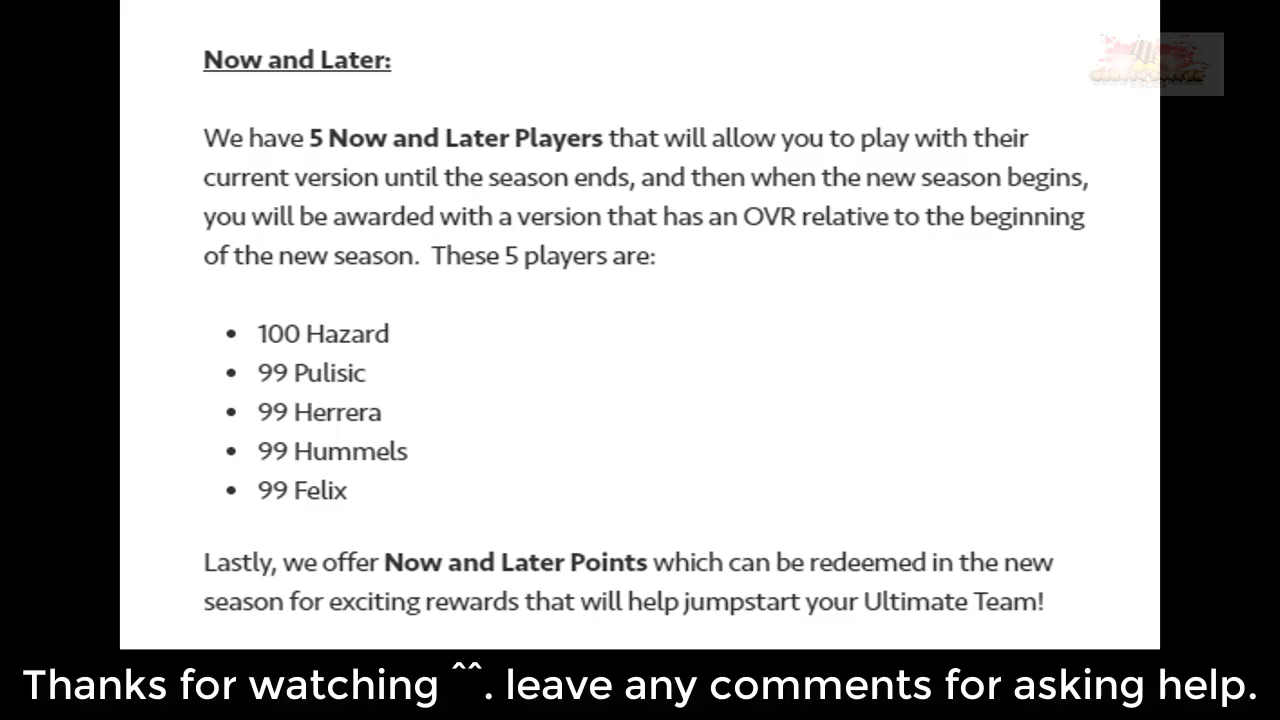 Now and Later:
We have 5 Now and Later Players that will allow you to play with their
current version until the season ends, and then when the new season begins,
you will be awarded with a version that has an OVR relative to the beginning
of the new season.  These 5 players are:
• 100 Hazard
• 99 Pulisic
• 99 Herrera
• 99 Hummels
• 99 Felix
Lastly, we offer Now and Later Points which can be redeemed in the new
season for exciting rewards that will help jumpstart your Ultimate Team!
Thanks for watching ^^. leave any comments for asking help.